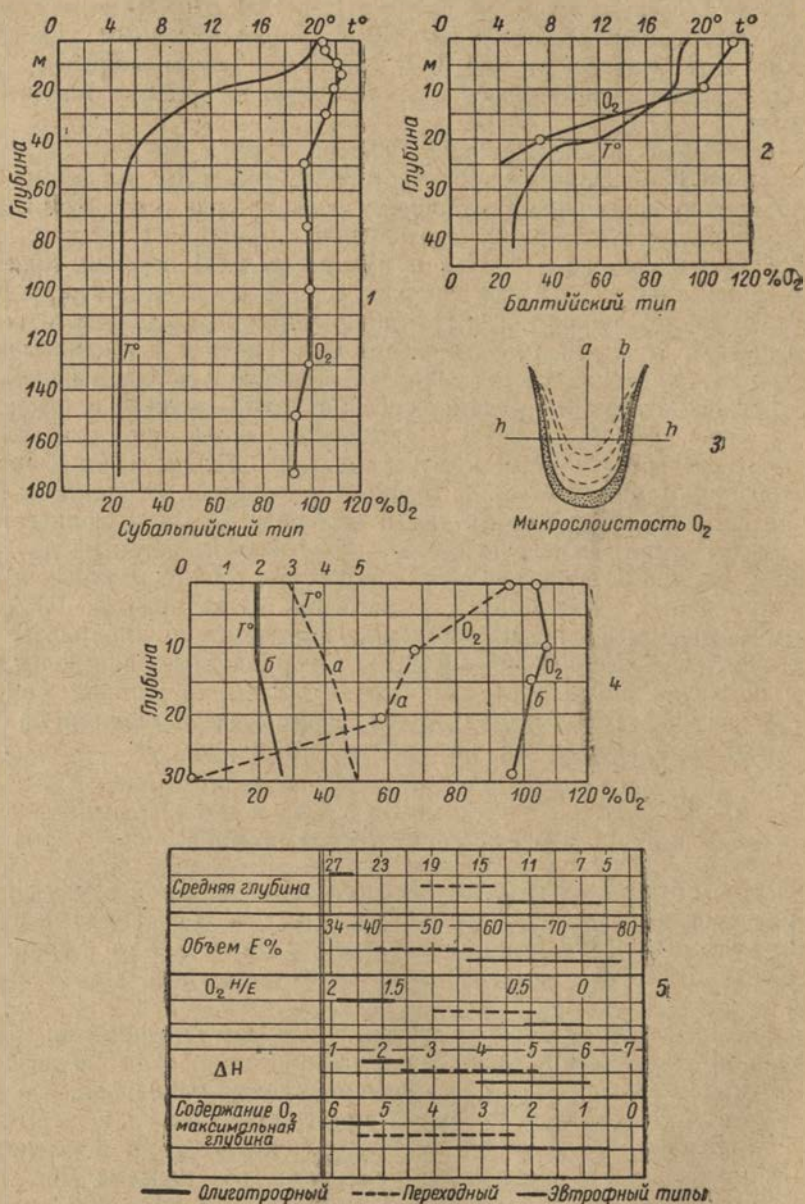 0 4 8 12 16 20° t°
м
20
40
60
80
100
120
140
160
180
Глубина
T°
O₂
20 40 60 80 100 120 %O₂
Субальпийский тип
1
0 4 8 12 16 20° t°
м
10
20
30
40
Глубина
O₂
T°
0 20 40 60 80 100 120 %O₂
Балтийский тип
2
a b
h h
3
Микрослоистость O₂
0 1 2 3 4 5
Глубина
10
20
30
T° T° O₂ O₂
б а а б
20 40 60 80 100 120 %O₂
4
Средняя глубина 27 23 19 15 11 7 5
Объем E% 34 40 50 60 70 80
O₂ H/E 2 1.5 0.5 0
ΔH 1 2 3 4 5 6 7
Содержание O₂ 6 5 4 3 2 1 0
максимальная
глубина
5
Олиготрофный Переходный Эвтрофный типы